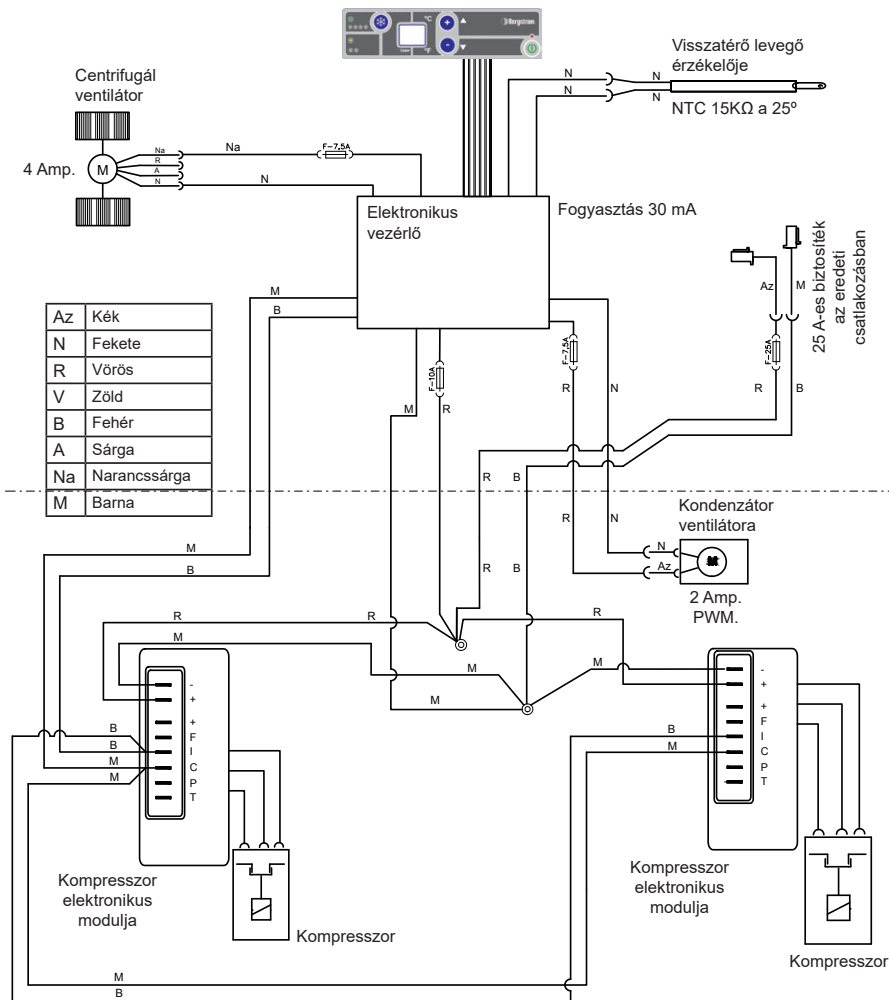 Bergstrom
°C
°F
+
-
Centrifugál
ventilátor
4 Amp.
M
Na
R
A
N
Na
F-7,5A
N
N
N
N
N
Visszatérő levegő
érzékelője
NTC 15KΩ a 25º
Elektronikus
vezérlő
Fogyasztás 30 mA
25 A-es biztosíték
az eredeti
csatlakozásban
Az
M
F-25A
R
B
M
B
F-10A
M
R
F-7,5A
R
N
Az Kék
N Fekete
R Vörös
V Zöld
B Fehér
A Sárga
Na Narancssárga
M Barna
R
B
R
N
Kondenzátor
ventilátora
N
Az
M
2 Amp.
PWM.
M
B
R
B
R
R
R
M
M
M
M
-
+
+
F
I
C
P
T
B
B
M
M
-
+
+
F
I
C
P
T
B
M
Kompresszor
elektronikus
modulja
Kompresszor
Kompresszor
elektronikus
modulja
Kompresszor
M
B